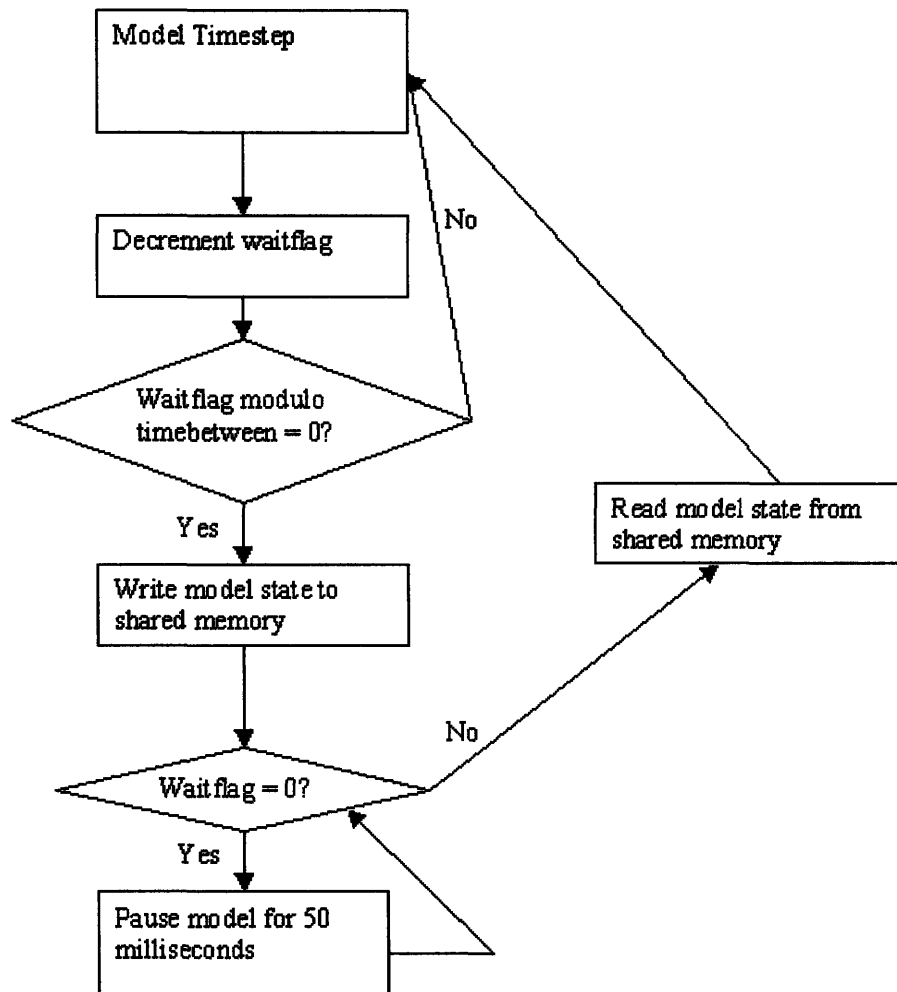 Model Timestep
No
Decrement waitflag
Waitflag modulo
timebetween = 0?
Yes
Read model state from
shared memory
Write model state to
shared memory
No
Waitflag = 0?
Yes
Pause model for 50
milliseconds